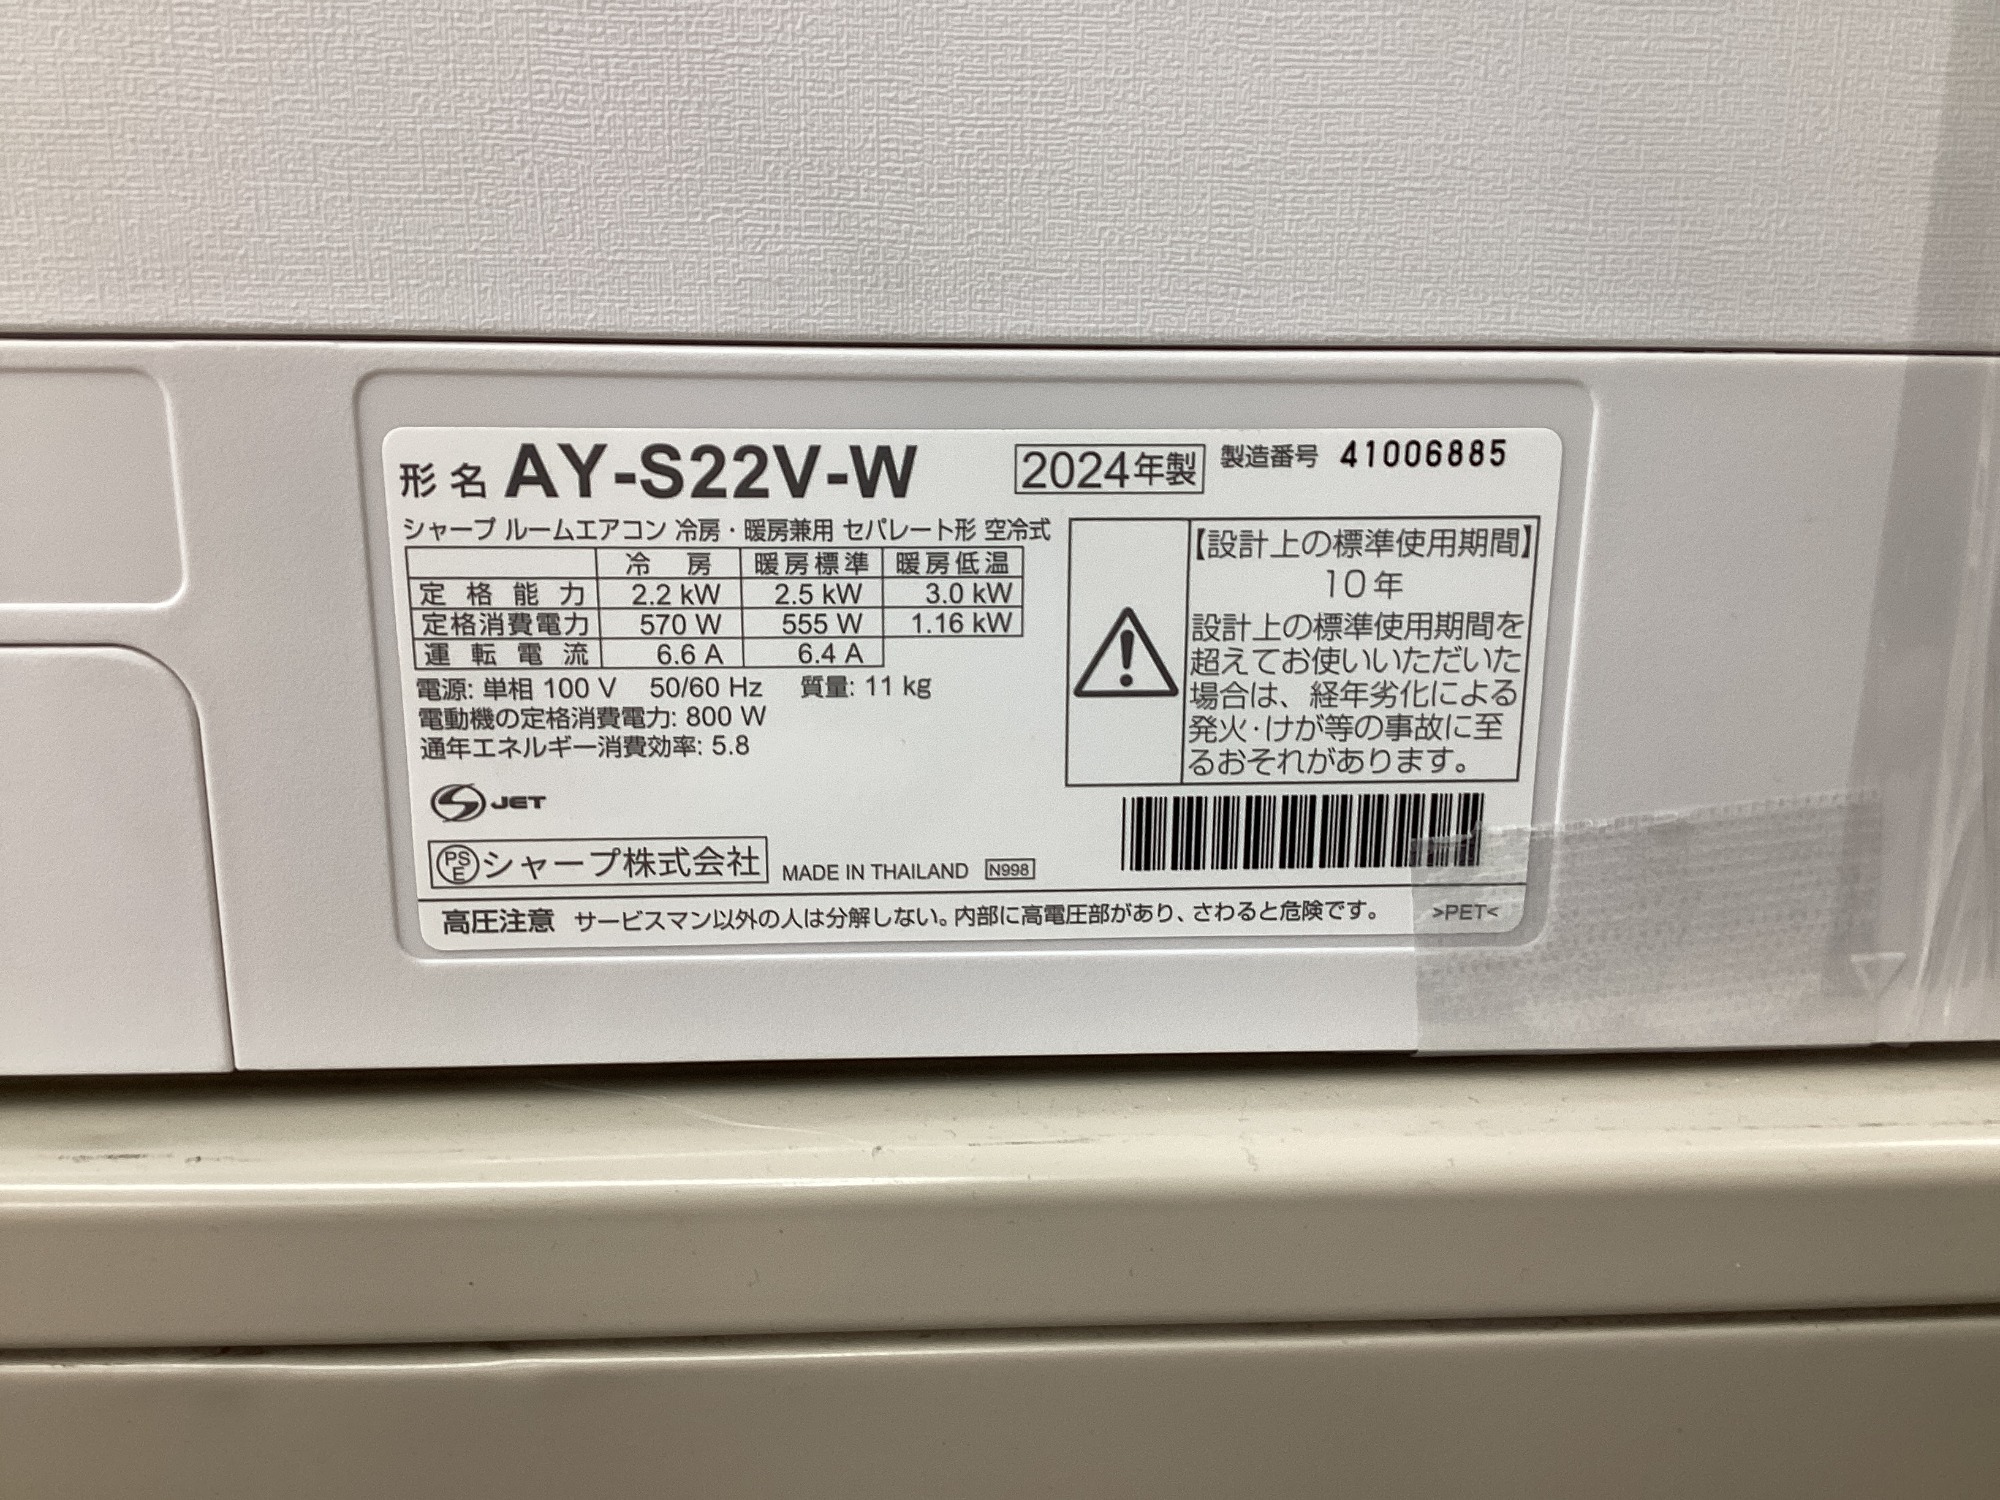 形名 AY-S22V-W
2024年製
製造番号 41006885
シャープ ルームエアコン 冷房・暖房兼用 セパレート形 空冷式
冷房 暖房標準 暖房低温
定格能力 2.2 kW 2.5 kW 3.0 kW
定格消費電力 570 W 555 W 1.16 kW
運転電流 6.6 A 6.4 A
電源: 単相 100 V 50/60 Hz 質量: 11 kg
電動機の定格消費電力: 800 W
通年エネルギー消費効率: 5.8
【設計上の標準使用期間】
10年
設計上の標準使用期間を
超えてお使いいただいた
場合は、経年劣化による
発火・けが等の事故に至
るおそれがあります。
JET
PSE シャープ株式会社 MADE IN THAILAND N998
高圧注意 サービスマン以外の人は分解しない。内部に高電圧部があり、さわると危険です。 >PET<